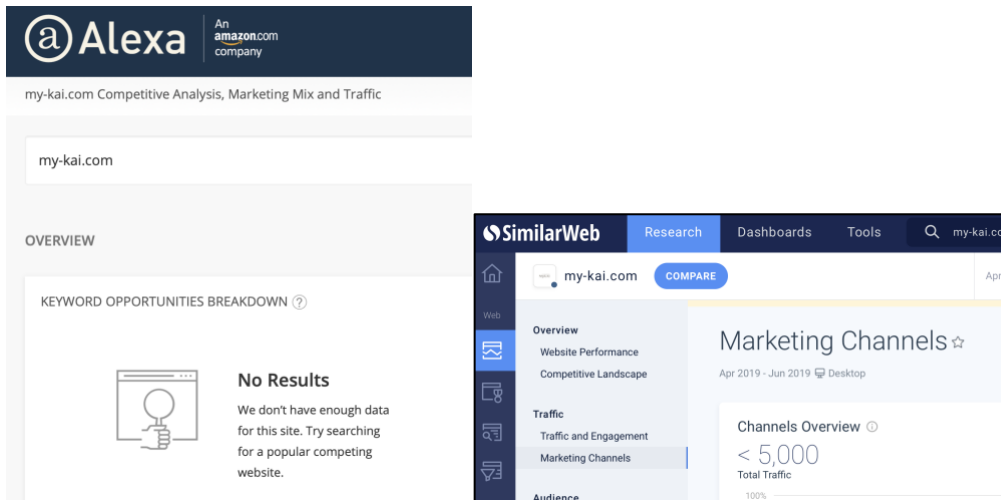 Alexa
An
amazon.com
company
my-kai.com Competitive Analysis, Marketing Mix and Traffic
my-kai.com
OVERVIEW
KEYWORD OPPORTUNITIES BREAKDOWN ?
No Results
We don't have enough data
for this site. Try searching
for a popular competing
website.
SimilarWeb Research Dashboards Tools my-kai.co
my-kai.com COMPARE Apr
Web
Overview
Website Performance
Competitive Landscape
Traffic
Traffic and Engagement
Marketing Channels
Audience
Marketing Channels
Apr 2019 - Jun 2019 Desktop
Channels Overview
< 5,000
Total Traffic
100%